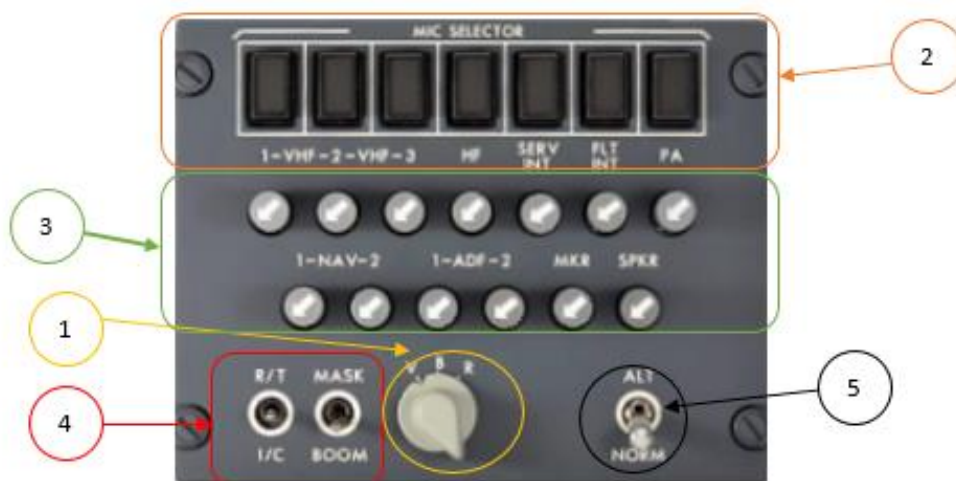 MIC SELECTOR
2
1-VHF-2-VHF-3 HF SERV INT FLT INT PA
3
1-NAV-2 1-ADF-2 MKR SPKR
1
V B R
R/T MASK ALT
5
4
I/C BOOM NORM